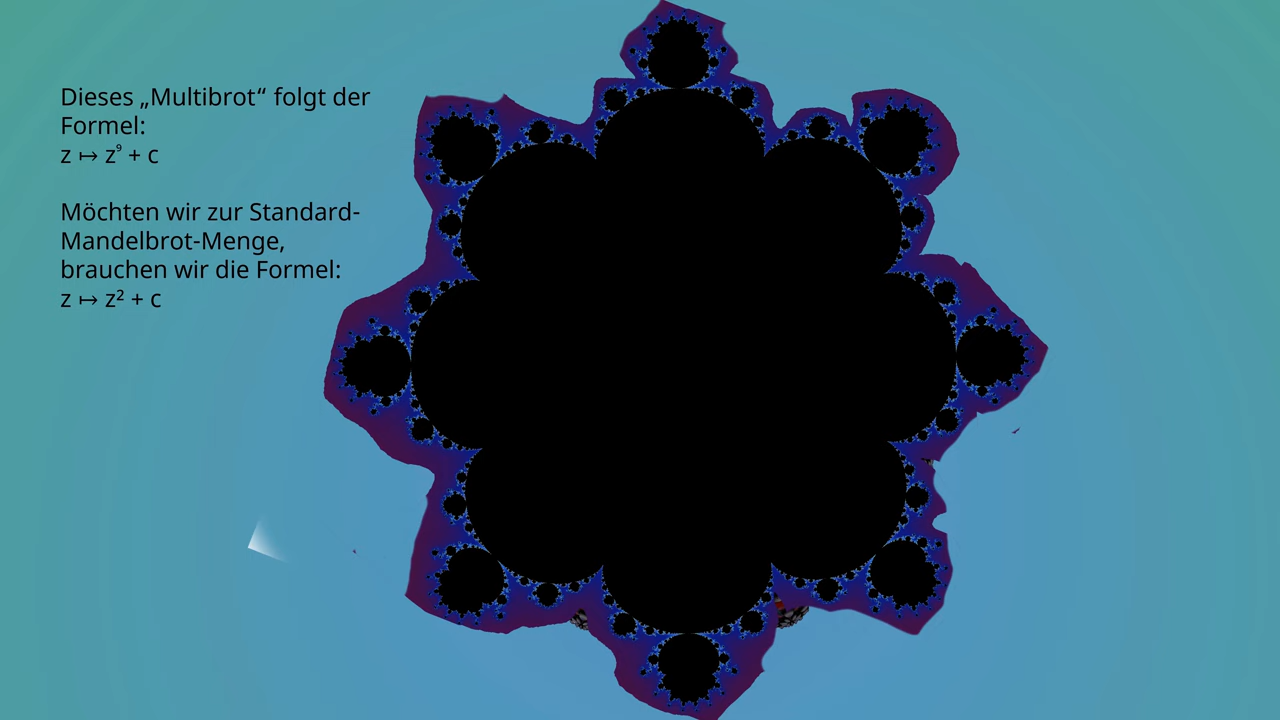 Dieses „Multibrot“ folgt der
Formel:
z ↦ z⁹ + c
Möchten wir zur Standard-
Mandelbrot-Menge,
brauchen wir die Formel:
z ↦ z² + c